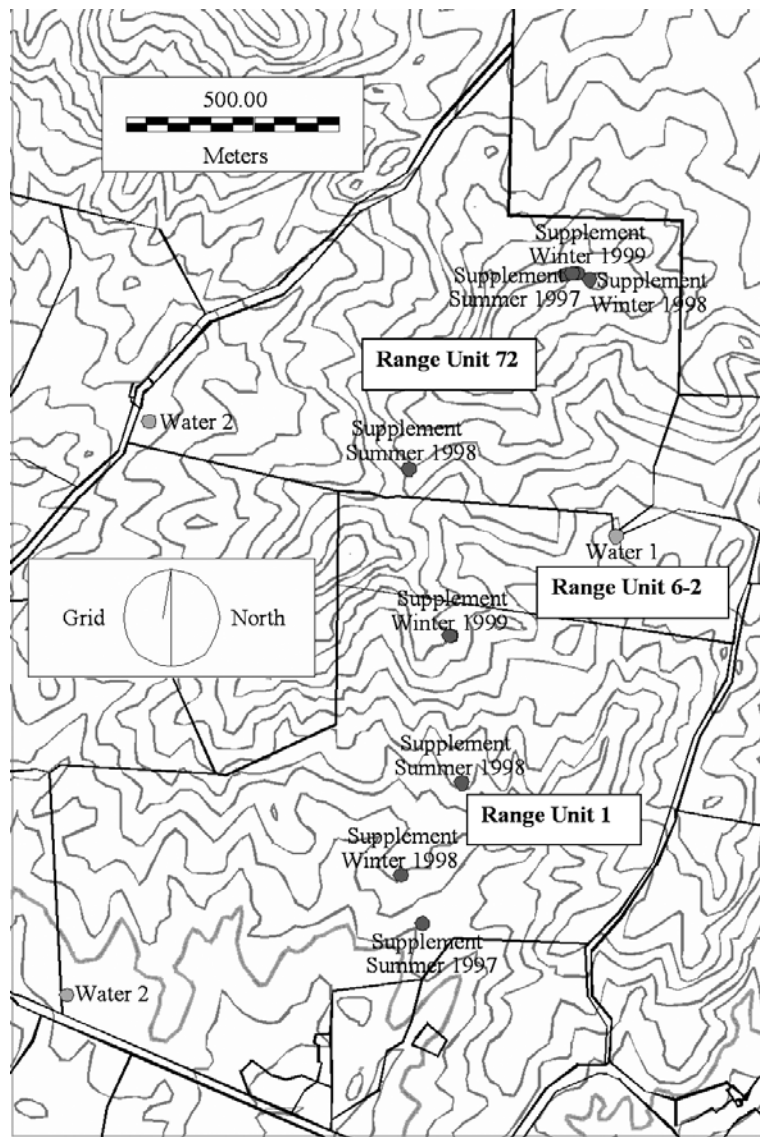 500.00
Meters
Supplement
Winter 1999
Supplement
Summer 1997
Supplement
Winter 1998
Range Unit 72
Water 2
Supplement
Summer 1998
Water 1
Range Unit 6-2
Grid
North
Supplement
Winter 1999
Supplement
Summer 1998
Range Unit 1
Supplement
Winter 1998
Supplement
Summer 1997
Water 2